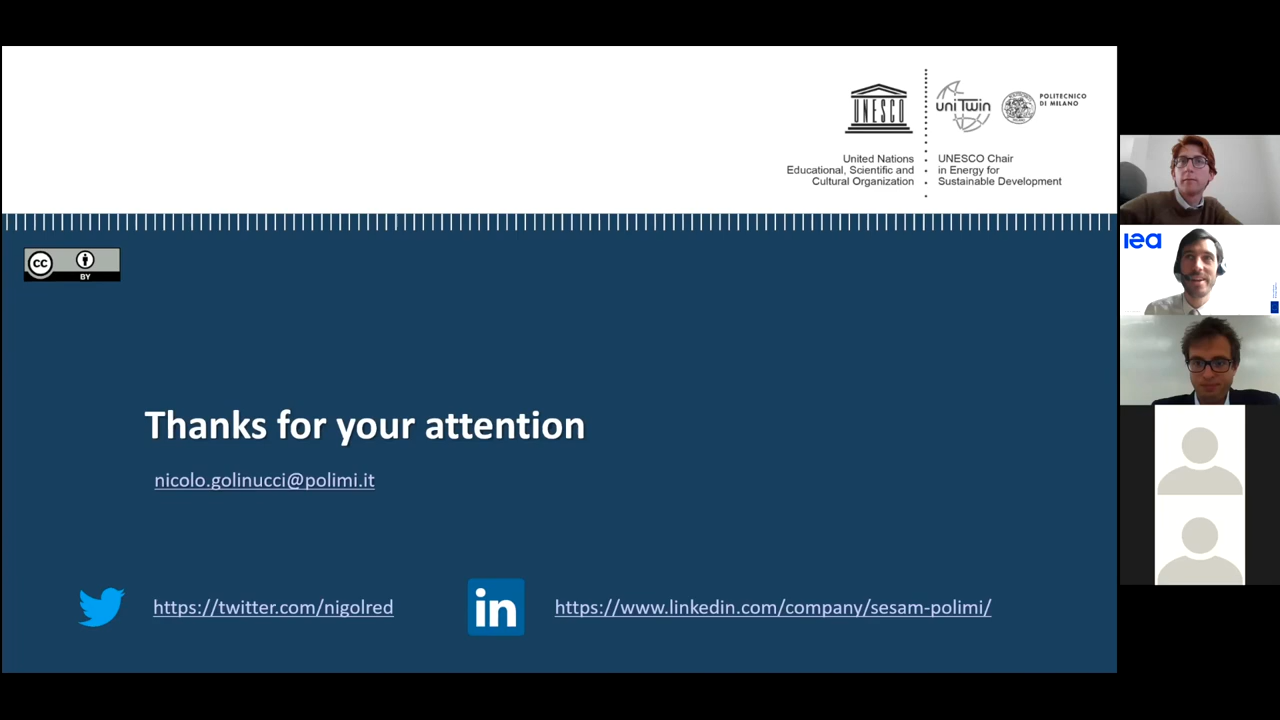 UNESCO
uniTwin
POLITECNICO
DI MILANO
United Nations
Educational, Scientific and
Cultural Organization
UNESCO Chair
in Energy for
Sustainable Development
cc
BY
iea
Thanks for your attention
nicolo.golinucci@polimi.it
https://twitter.com/nigolred
in
https://www.linkedin.com/company/sesam-polimi/